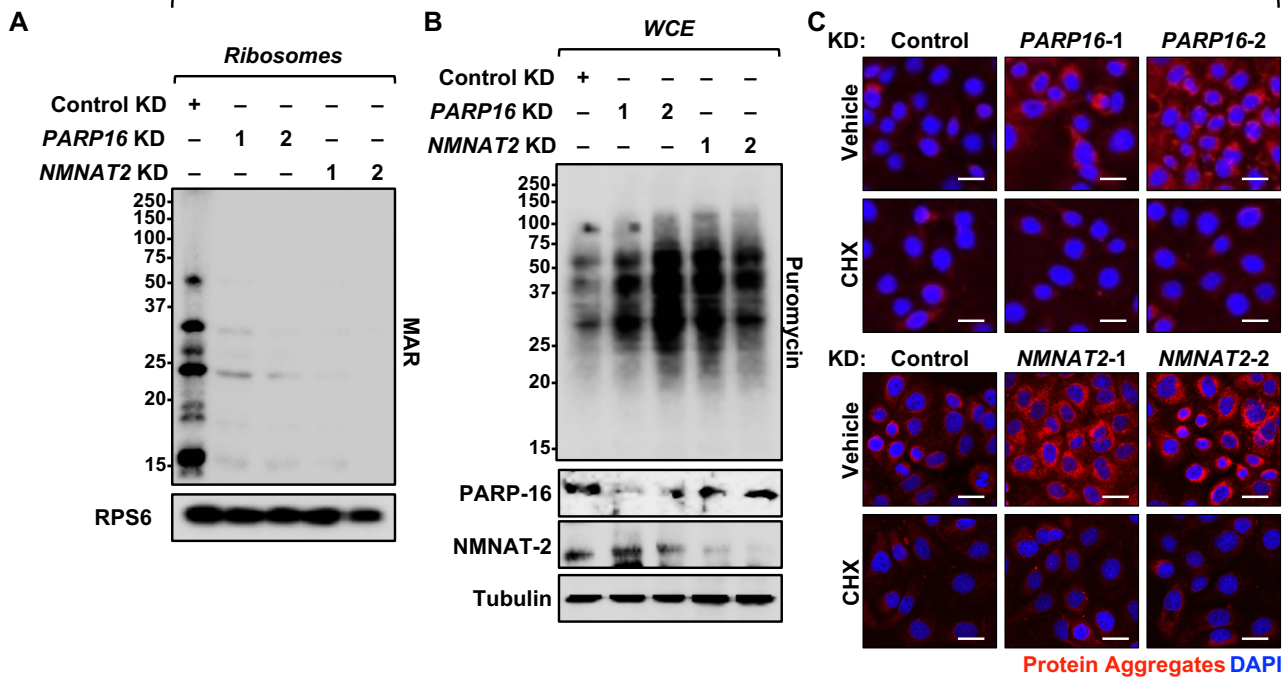 A
Ribosomes
Control KD + – – – –
PARP16 KD – 1 2 – –
NMNAT2 KD – – – 1 2
250
150
100
75
50
37
25
20
15
MAR
RPS6
B
WCE
Control KD + – – – –
PARP16 KD – 1 2 – –
NMNAT2 KD – – – 1 2
250
150
100
75
50
37
25
20
15
Puromycin
PARP-16
NMNAT-2
Tubulin
C
KD: Control PARP16-1 PARP16-2
Vehicle
CHX
KD: Control NMNAT2-1 NMNAT2-2
Vehicle
CHX
Protein Aggregates DAPI